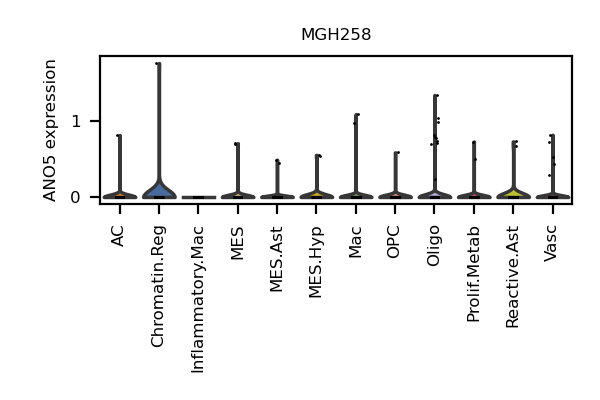 MGH258
ANO5 expression
1
0
AC
Chromatin.Reg
Inflammatory.Mac
MES
MES.Ast
MES.Hyp
Mac
OPC
Oligo
Prolif.Metab
Reactive.Ast
Vasc